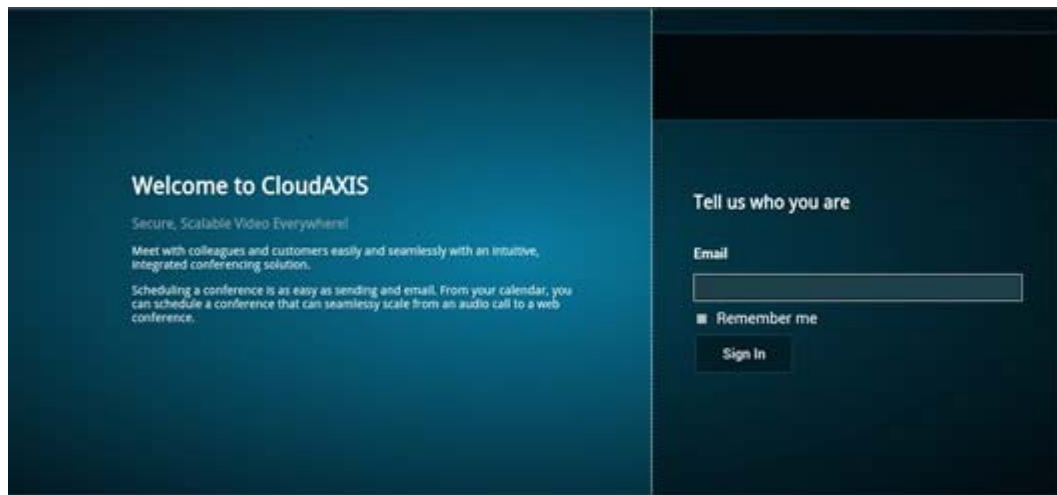 Welcome to CloudAXIS
Secure, Scalable Video Everywhere!
Meet with colleagues and customers easily and seamlessly with an intuitive,
integrated conferencing solution.
Scheduling a conference is as easy as sending and email. From your calendar, you
can schedule a conference that can seamlessy scale from an audio call to a web
conference.
Tell us who you are
Email
Remember me
Sign In